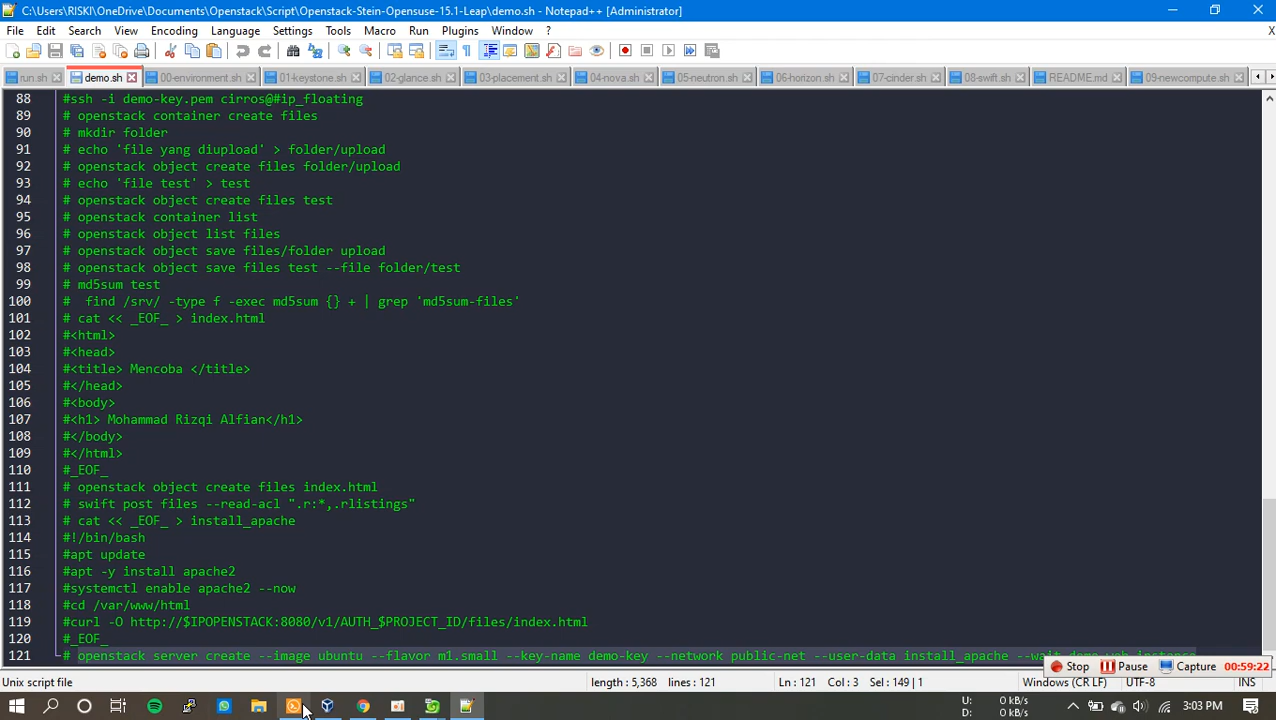 C:\Users\RISKI\OneDrive\Documents\Openstack\Script\Openstack-Stein-Opensuse-15.1-Leap\demo.sh - Notepad++ [Administrator]
File Edit Search View Encoding Language Settings Tools Macro Run Plugins Window ? X
run.sh demo.sh 00-environment.sh 01-keystone.sh 02-glance.sh 03-placement.sh 04-nova.sh 05-neutron.sh 06-hor 07-cinder.sh 08-swift.sh README.md 09-newcompute.sh
88 #ssh -i demo-key.pem cirros@#ip_floating
89 # openstack container create files
90 # mkdir folder
91 # echo 'file yang diupload' > folder/upload
92 # openstack object create files folder/upload
93 # echo 'file test' > test
94 # openstack object create files test
95 # openstack container list
96 # openstack object list files
97 # openstack object save files/folder upload
98 # openstack object save files test --file folder/test
99 # md5sum test
100 #  find /srv/ -type f -exec md5sum {} + | grep 'md5sum-files'
101 # cat << _EOF_ > index.html
102 #<html>
103 #<head>
104 #<title> Mencoba </title>
105 #</head>
106 #<body>
107 #<h1> Mohammad Rizqi Alfian</h1>
108 #</body>
109 #</html>
110 #_EOF_
111 # openstack object create files index.html
112 # swift post files --read-acl ".r:*,.rlistings"
113 # cat << _EOF_ > install_apache
114 #!/bin/bash
115 #apt update
116 #apt -y install apache2
117 #systemctl enable apache2 --now
118 #cd /var/www/html
119 #curl -O http://$IPOPENSTACK:8080/v1/AUTH_$PROJECT_ID/files/index.html
120 #_EOF_
121 # openstack server create --image ubuntu --flavor m1.small --key-name demo-key --network public-net --user-data install_apache --wait demo-web-instance
Stop Pause Capture 00:59:22
Unix script file length : 5,368 lines : 121 Ln : 121 Col : 3 Sel : 149 | 1 Windows (CR LF) UTF-8 INS
U: 0 kB/s
D: 0 kB/s
3:03 PM